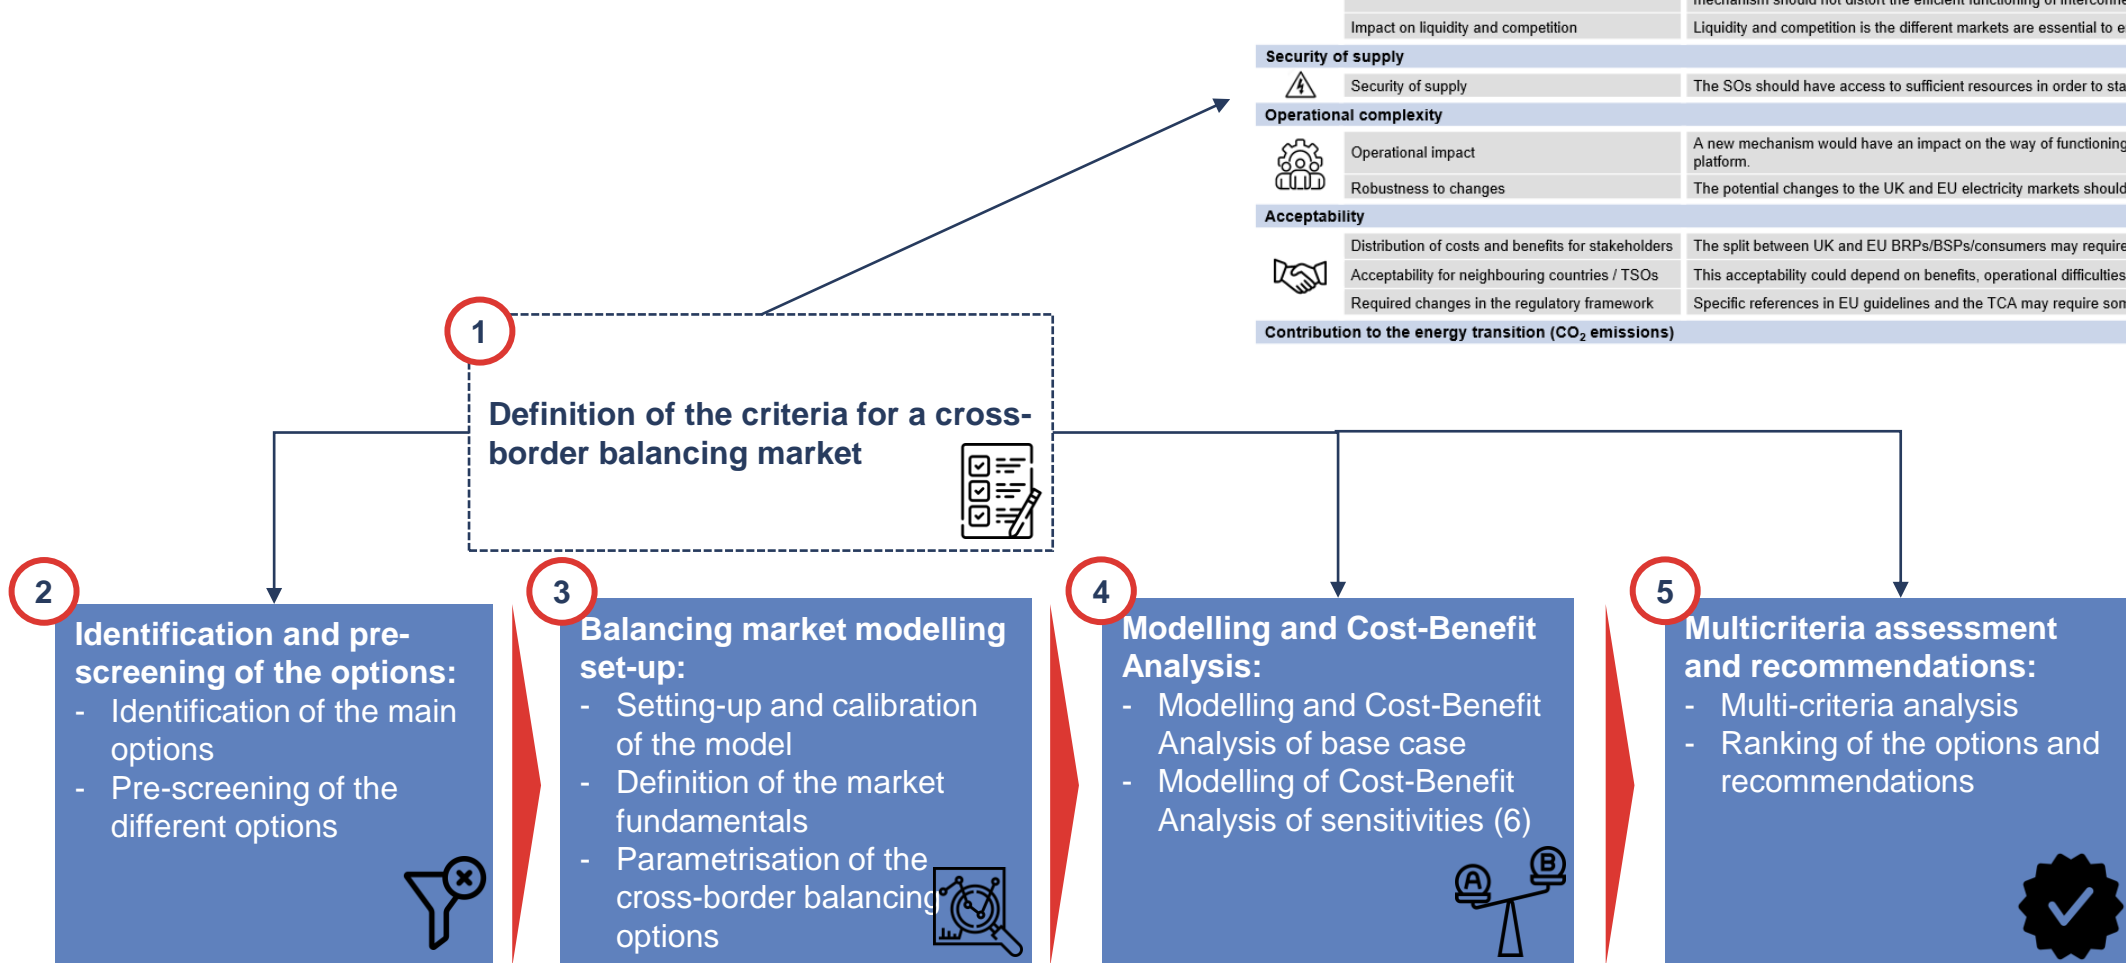 mechanism should not distort the efficient functioning of interconne
Impact on liquidity and competition
Liquidity and competition is the different markets are essential to e
Security of supply
Security of supply
The SOs should have access to sufficient resources in order to sta
Operational complexity
Operational impact
A new mechanism would have an impact on the way of functioning
platform.
Robustness to changes
The potential changes to the UK and EU electricity markets should
Acceptability
Distribution of costs and benefits for stakeholders
The split between UK and EU BRPs/BSPs/consumers may require
Acceptability for neighbouring countries / TSOs
This acceptability could depend on benefits, operational difficulties
Required changes in the regulatory framework
Specific references in EU guidelines and the TCA may require som
Contribution to the energy transition (CO₂ emissions)
1
Definition of the criteria for a cross-
border balancing market
2
Identification and pre-
screening of the options:
- Identification of the main
options
- Pre-screening of the
different options
3
Balancing market modelling
set-up:
- Setting-up and calibration
of the model
- Definition of the market
fundamentals
- Parametrisation of the
cross-border balancing
options
4
Modelling and Cost-Benefit
Analysis:
- Modelling and Cost-Benefit
Analysis of base case
- Modelling of Cost-Benefit
Analysis of sensitivities (6)
A
B
5
Multicriteria assessment
and recommendations:
- Multi-criteria analysis
- Ranking of the options and
recommendations